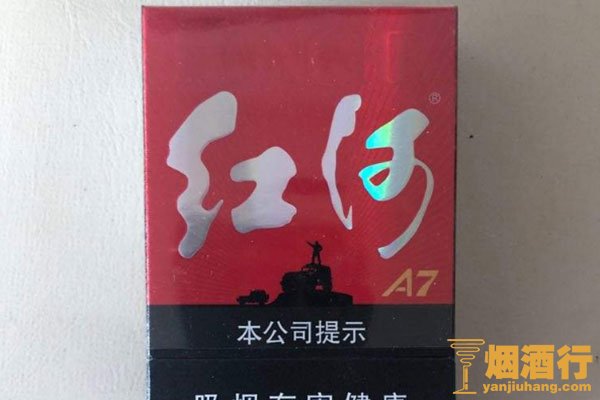 红河®
A7
本公司提示
吸烟有害健康
烟酒行
yanjiuhang.com